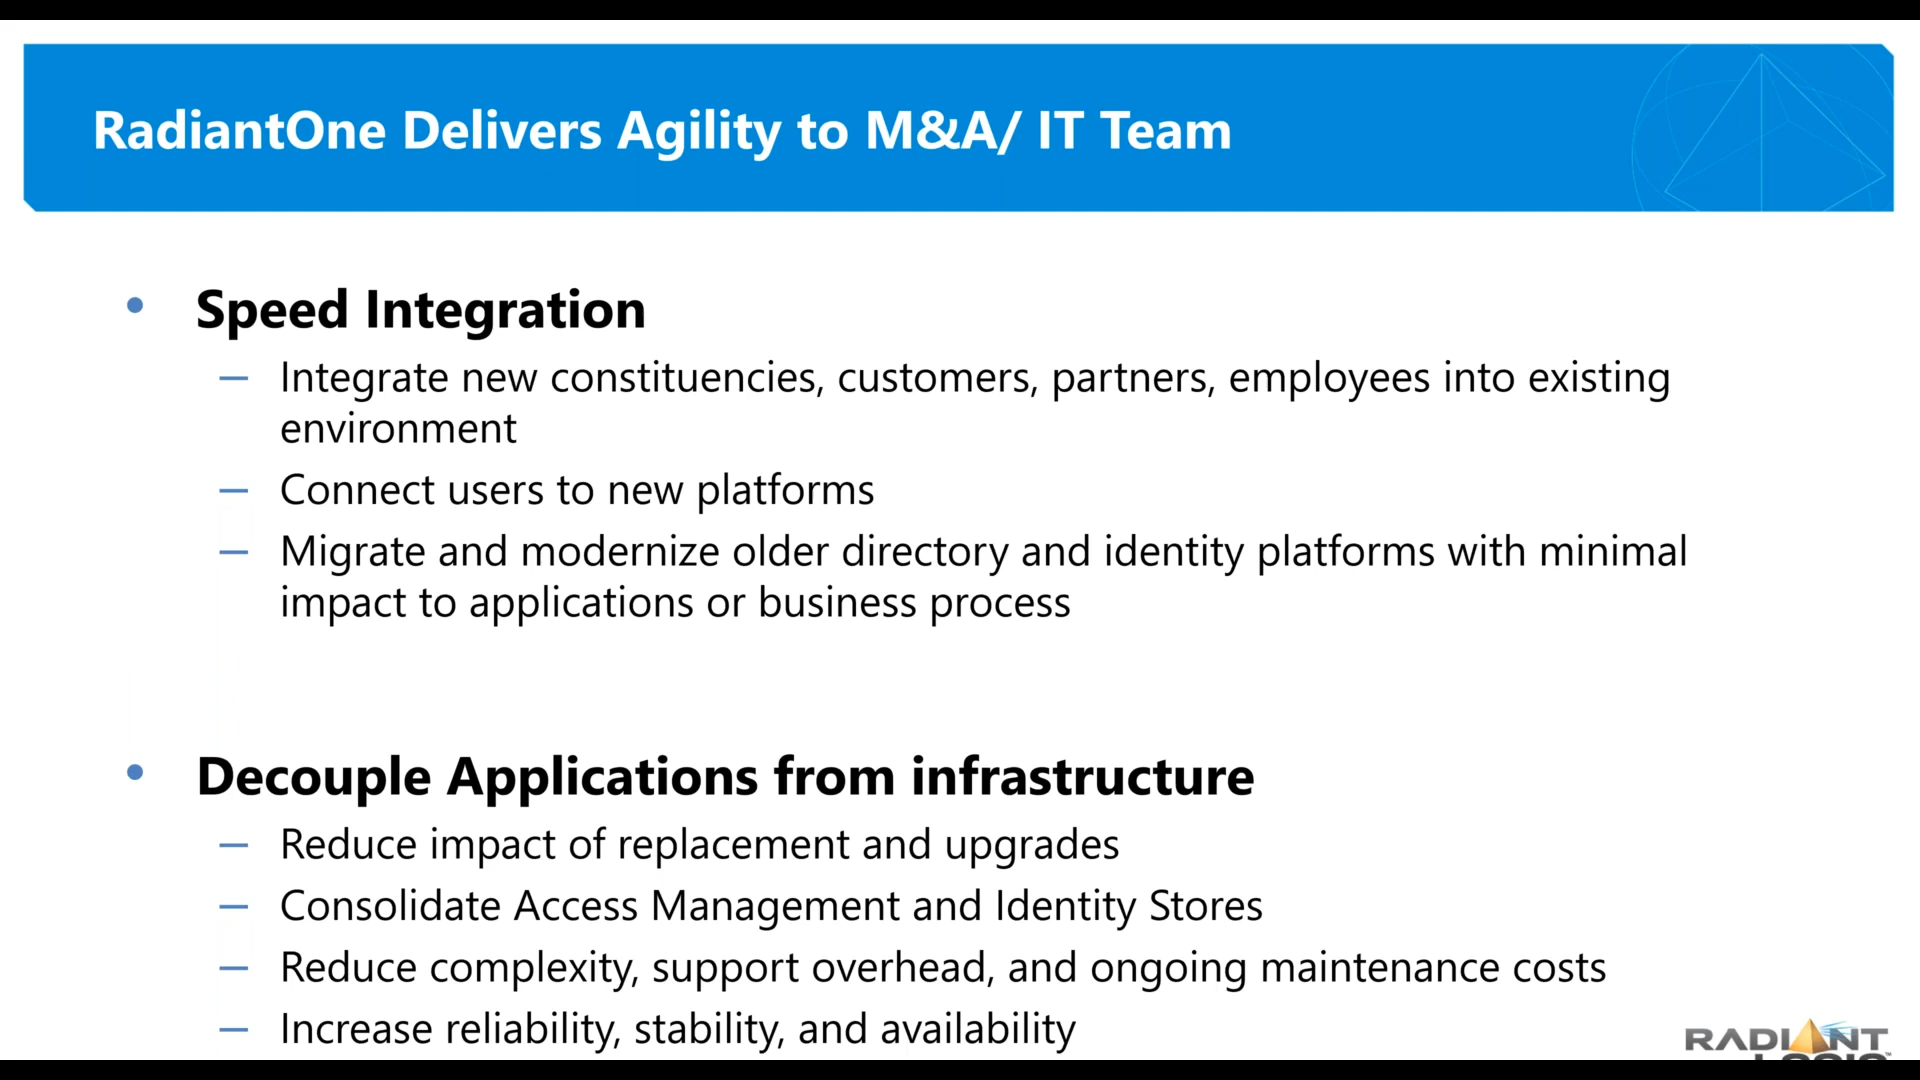 RadiantOne Delivers Agility to M&A/ IT Team
• Speed Integration
– Integrate new constituencies, customers, partners, employees into existing
environment
– Connect users to new platforms
– Migrate and modernize older directory and identity platforms with minimal
impact to applications or business process
• Decouple Applications from infrastructure
– Reduce impact of replacement and upgrades
– Consolidate Access Management and Identity Stores
– Reduce complexity, support overhead, and ongoing maintenance costs
– Increase reliability, stability, and availability
RADIANT
LOGIC™